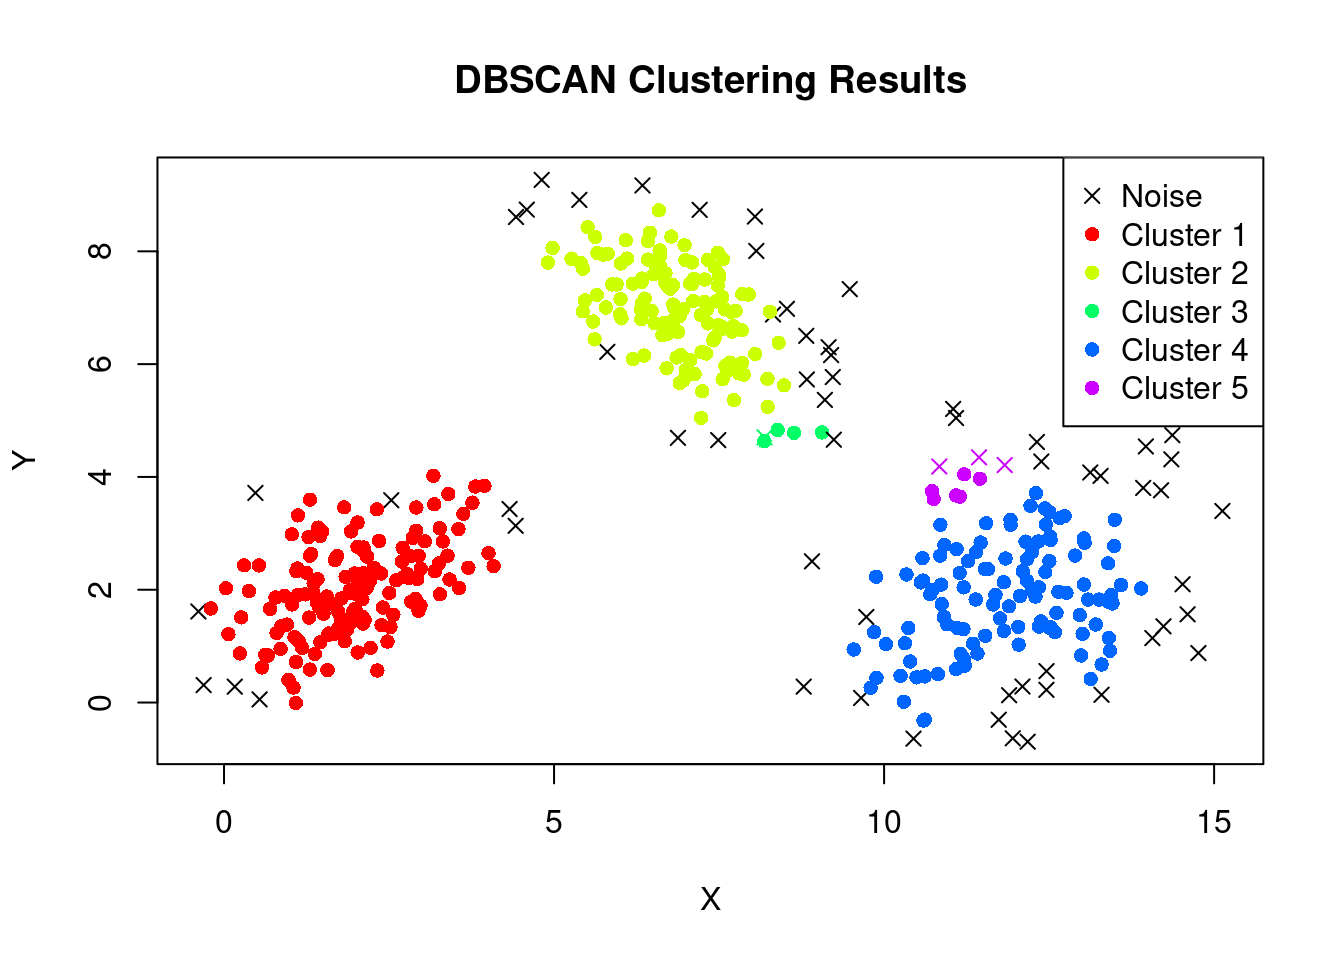 DBSCAN Clustering Results
Noise
Cluster 1
Cluster 2
Cluster 3
Cluster 4
Cluster 5
8
6
4
2
0
Y
0 5 10 15
X